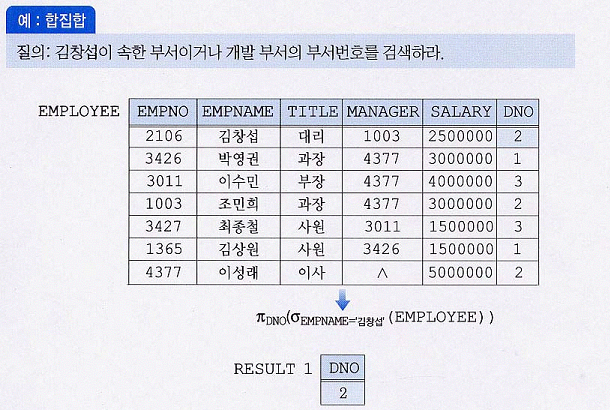 예 : 합집합
질의: 김창섭이 속한 부서이거나 개발 부서의 부서번호를 검색하라.
EMPLOYEE EMPNO EMPNAME TITLE MANAGER SALARY DNO
2106 김창섭 대리 1003 2500000 2
3426 박영권 과장 4377 3000000 1
3011 이수민 부장 4377 4000000 3
1003 조민희 과장 4377 3000000 2
3427 최종철 사원 3011 1500000 3
1365 김상원 사원 3426 1500000 1
4377 이성래 이사 ∧ 5000000 2
πDNO(σEMPNAME='김창섭' (EMPLOYEE))
RESULT 1 DNO
2